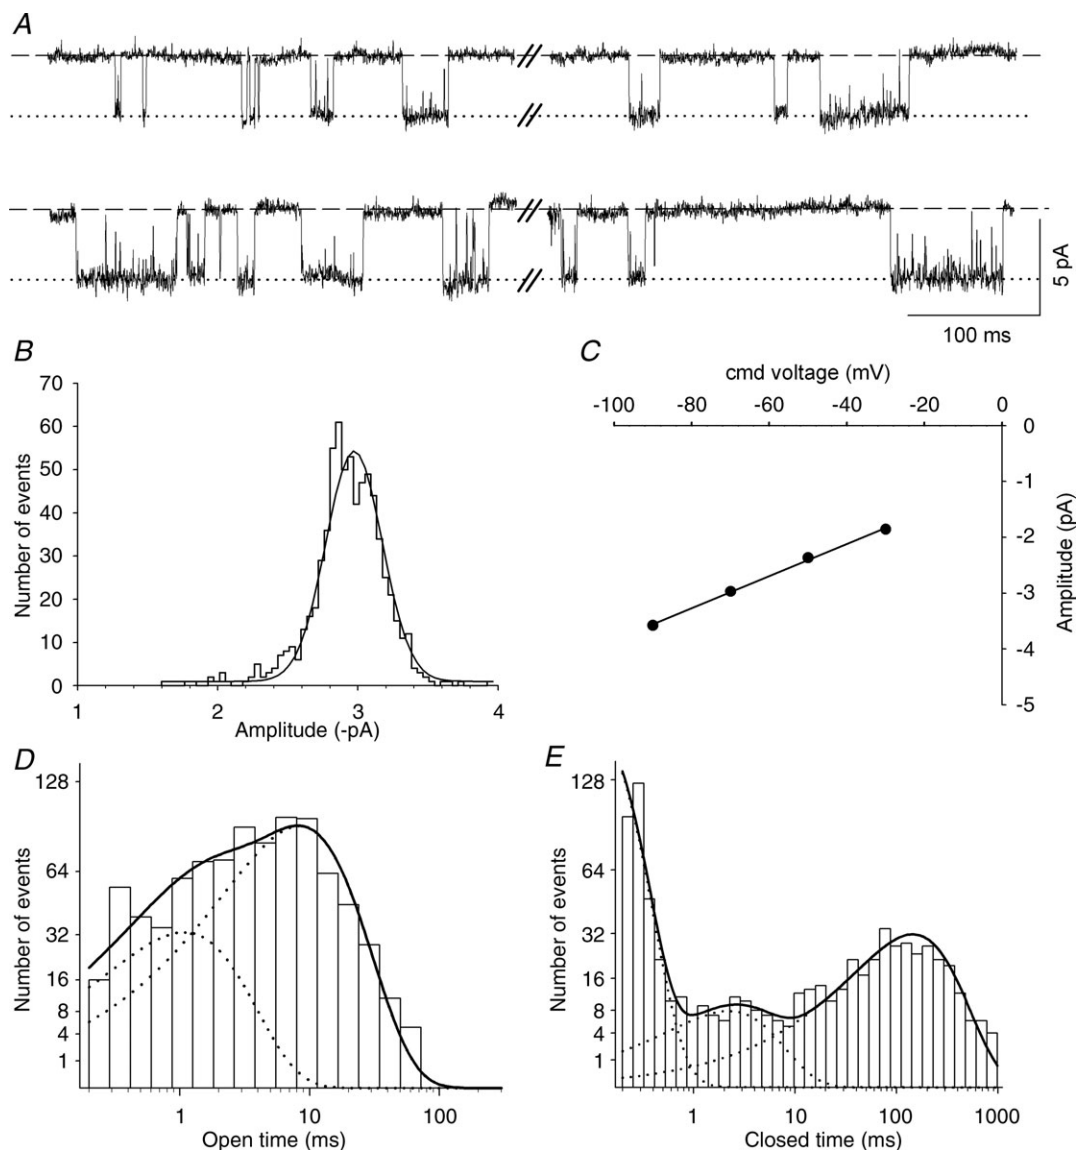 A
5 pA
100 ms
B
70
60
50
40
30
20
10
0
Number of events
1 2 3 4
Amplitude (-pA)
C
cmd voltage (mV)
-100 -80 -60 -40 -20 0
0
-1
-2
-3
-4
-5
Amplitude (pA)
D
128
64
32
16
8
4
1
Number of events
1 10 100
Open time (ms)
E
128
64
32
16
8
4
1
Number of events
1 10 100 1000
Closed time (ms)